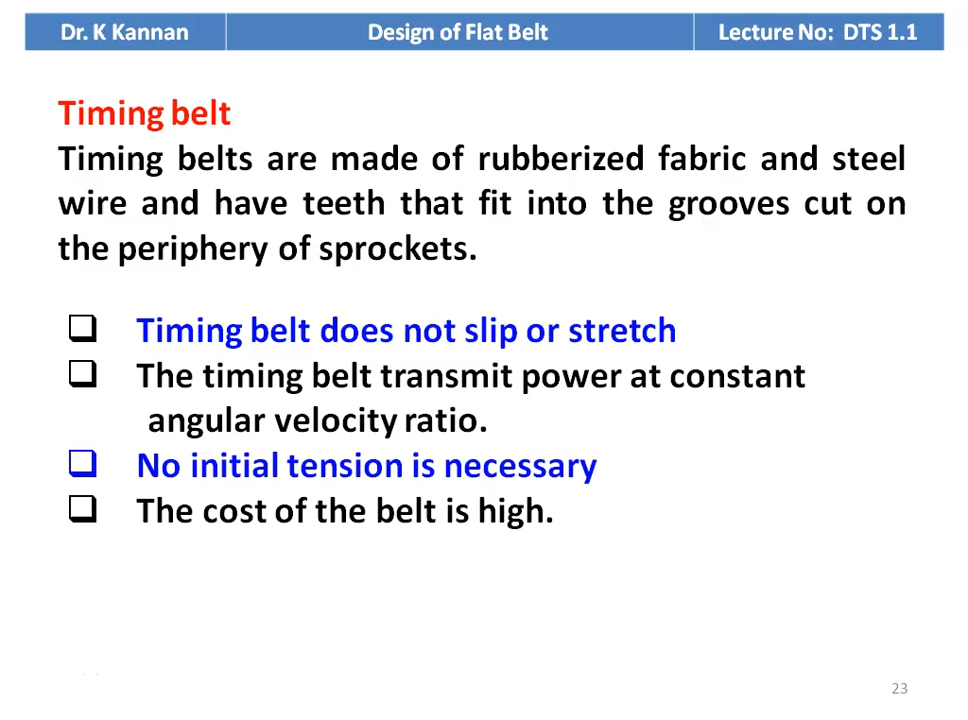 Dr. K Kannan Design of Flat Belt Lecture No: DTS 1.1
Timing belt
Timing belts are made of rubberized fabric and steel
wire and have teeth that fit into the grooves cut on
the periphery of sprockets.
❑ Timing belt does not slip or stretch
❑ The timing belt transmit power at constant
angular velocity ratio.
❑ No initial tension is necessary
❑ The cost of the belt is high.
23